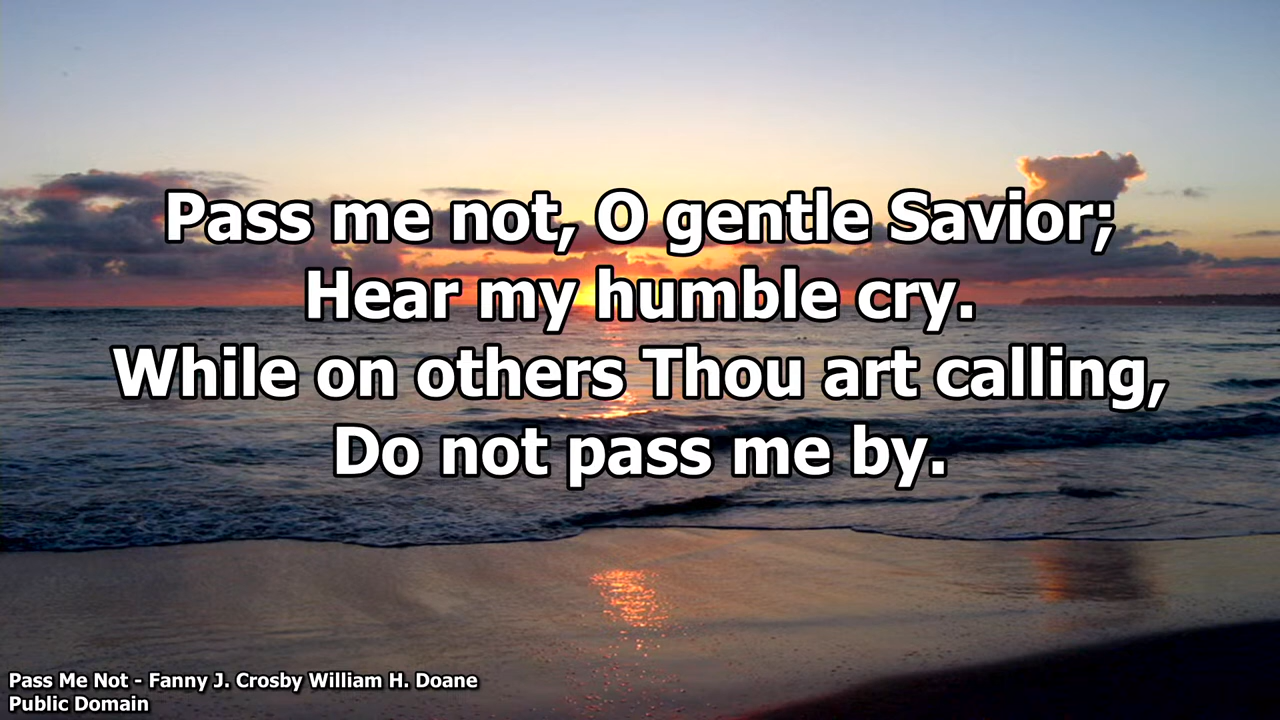 Pass me not, O gentle Savior;
Hear my humble cry.
While on others Thou art calling,
Do not pass me by.
Pass Me Not - Fanny J. Crosby William H. Doane
Public Domain